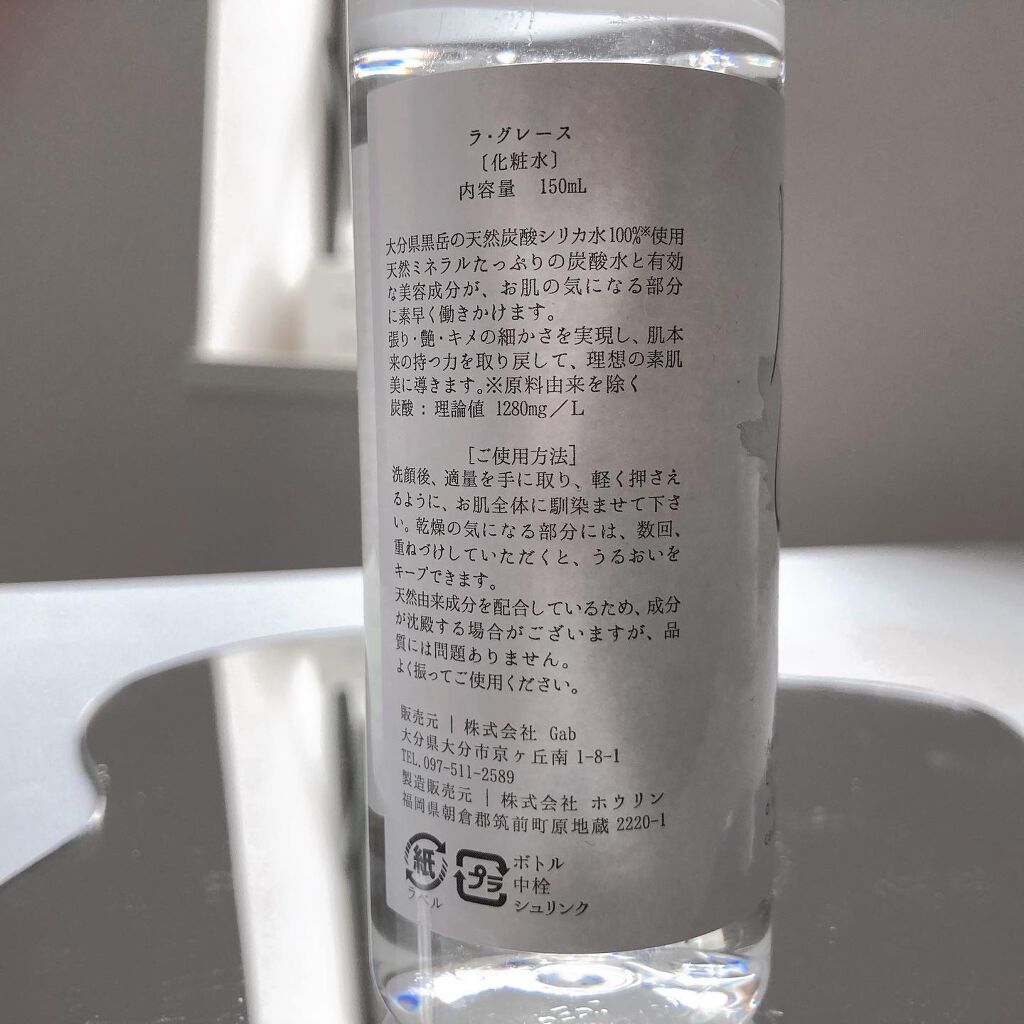 ラ・グレース
〔化粧水〕
内容量 150mL
大分県黒岳の天然炭酸シリカ水100%※使用
天然ミネラルたっぷりの炭酸水と有効
な美容成分が、お肌の気になる部分
に素早く働きかけます。
張り・艶・キメの細かさを実現し、肌本
来の持つ力を取り戻して、理想の素肌
美に導きます。※原料由来を除く
炭酸：理論値 1280mg／L
[ご使用方法]
洗顔後、適量を手に取り、軽く押さえ
るように、お肌全体に馴染ませて下さ
い。乾燥の気になる部分には、数回、
重ねづけしていただくと、うるおいを
キープできます。
天然由来成分を配合しているため、成分
が沈殿する場合がございますが、品
質には問題ありません。
よく振ってご使用ください。
販売元 | 株式会社 Gab
大分県大分市京ヶ丘南 1-8-1
TEL.097-511-2589
製造販売元 | 株式会社 ホウリン
福岡県朝倉郡筑前町原地蔵 2220-1
紙
ラベル
プラ
ボトル
中栓
シュリンク